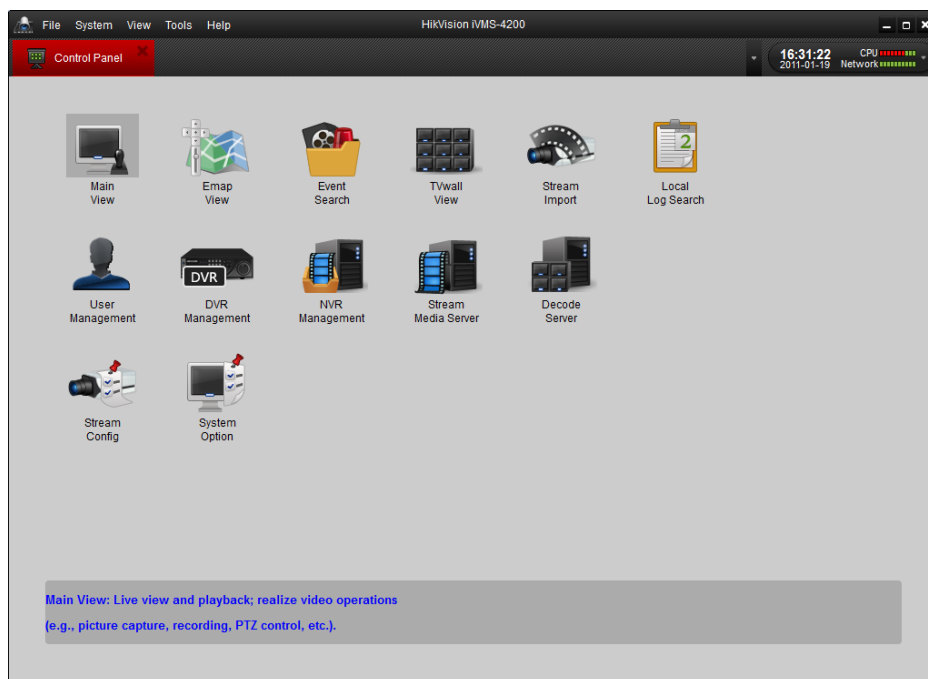 File System View Tools Help HikVision iVMS-4200
Control Panel
16:31:22 CPU
2011-01-19 Network
Main
View
Emap
View
Event
Search
TVwall
View
Stream
Import
2
Local
Log Search
User
Management
DVR
DVR
Management
NVR
Management
Stream
Media Server
Decode
Server
Stream
Config
System
Option
Main View: Live view and playback; realize video operations
(e.g., picture capture, recording, PTZ control, etc.).